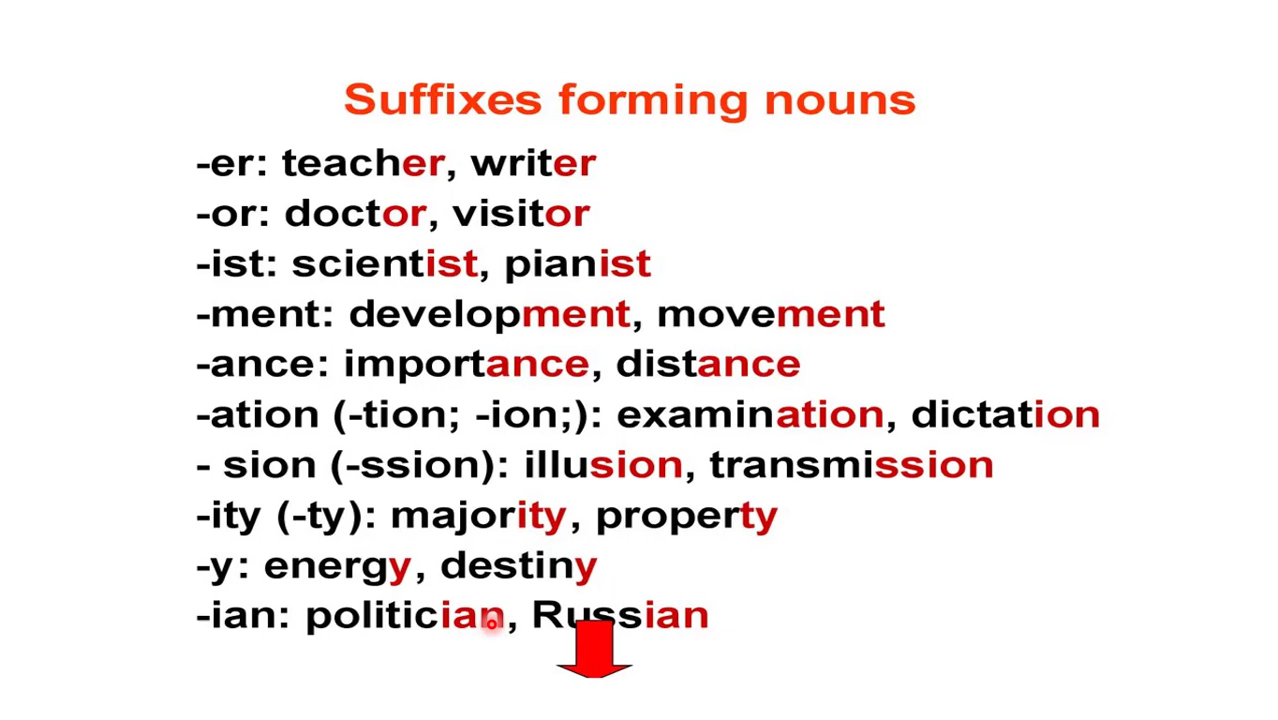 Suffixes forming nouns
-er: teacher, writer
-or: doctor, visitor
-ist: scientist, pianist
-ment: development, movement
-ance: importance, distance
-ation (-tion; -ion;): examination, dictation
- sion (-ssion): illusion, transmission
-ity (-ty): majority, property
-y: energy, destiny
-ian: politician, Russian